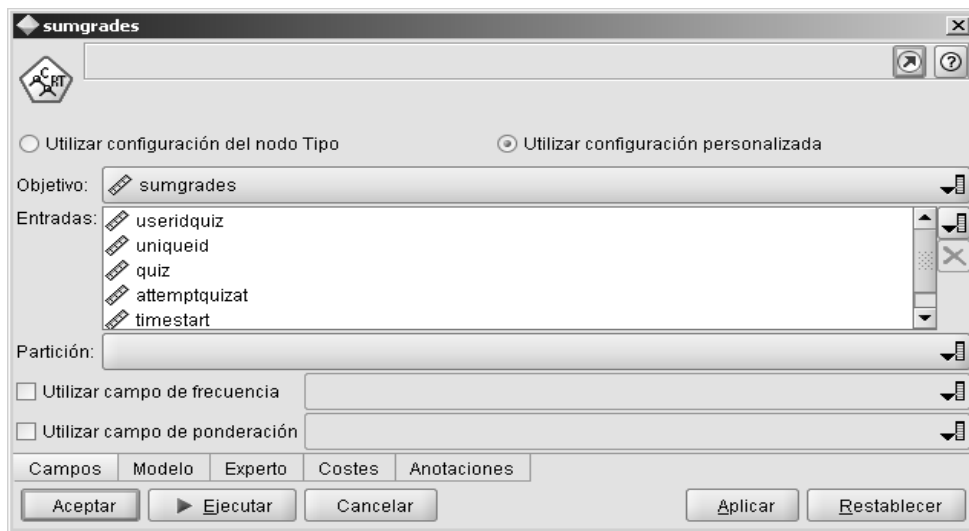 sumgrades
C RT
Utilizar configuración del nodo Tipo
Utilizar configuración personalizada
Objetivo: sumgrades
Entradas: useridquiz
uniqueid
quiz
attemptquizat
timestart
Partición:
Utilizar campo de frecuencia
Utilizar campo de ponderación
Campos Modelo Experto Costes Anotaciones
Aceptar Ejecutar Cancelar Aplicar Restablecer